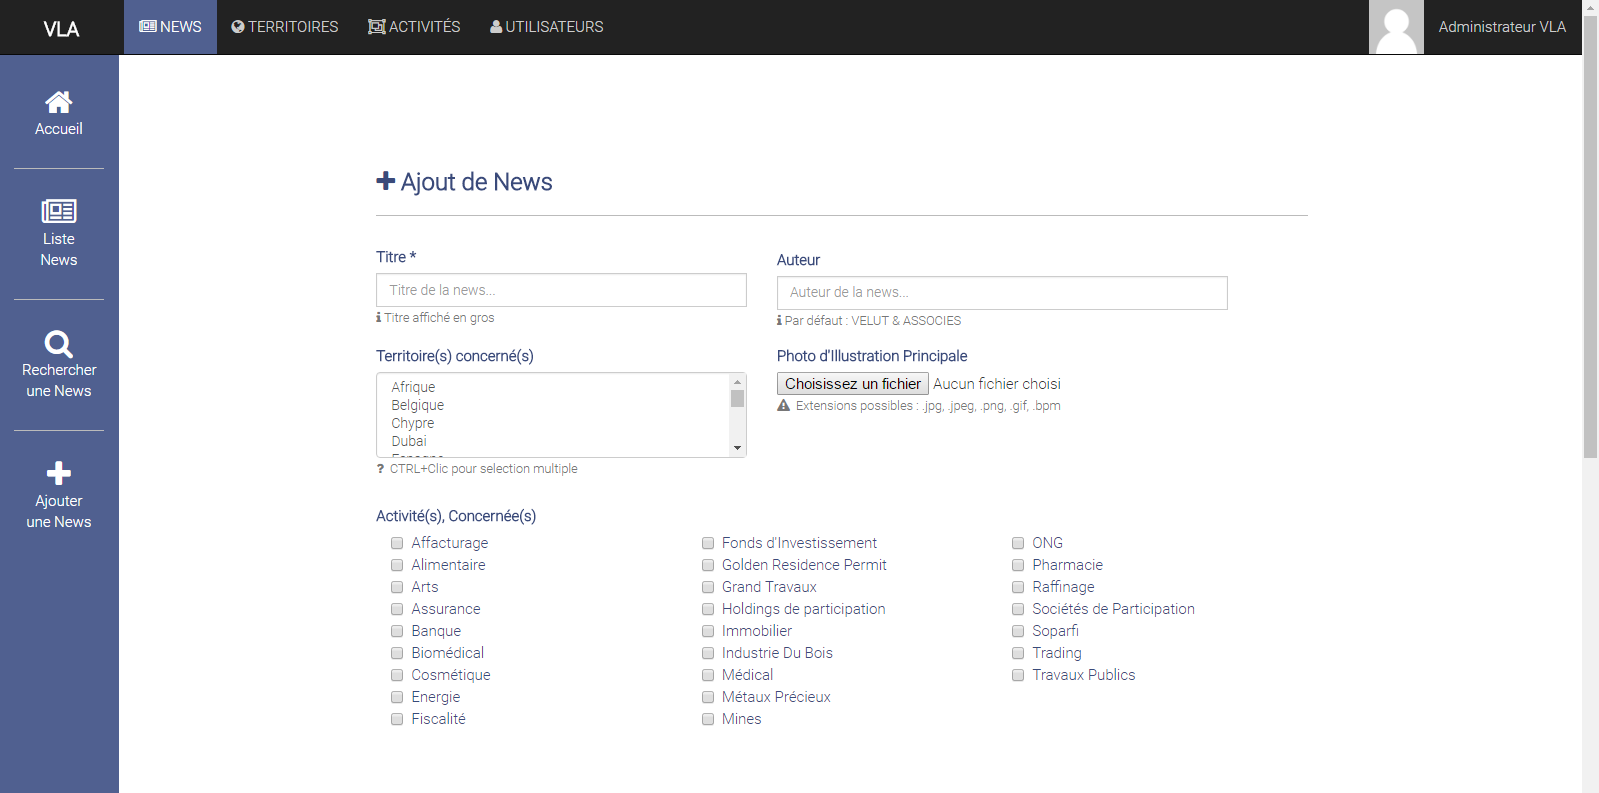 VLA
NEWS
TERRITOIRES
ACTIVITÉS
UTILISATEURS
Administrateur VLA
Accueil
Liste
News
Rechercher
une News
Ajouter
une News
Ajout de News
Titre *
Titre de la news...
Titre affiché en gros
Auteur
Auteur de la news...
Par défaut : VELUT & ASSOCIES
Territoire(s) concerné(s)
Afrique
Belgique
Chypre
Dubai
Espagne
? CTRL+Clic pour selection multiple
Photo d'Illustration Principale
Choisissez un fichier Aucun fichier choisi
Extensions possibles : .jpg, .jpeg, .png, .gif, .bpm
Activité(s), Concernée(s)
Affacturage
Alimentaire
Arts
Assurance
Banque
Biomédical
Cosmétique
Energie
Fiscalité
Fonds d'Investissement
Golden Residence Permit
Grand Travaux
Holdings de participation
Immobilier
Industrie Du Bois
Médical
Métaux Précieux
Mines
ONG
Pharmacie
Raffinage
Sociétés de Participation
Soparfi
Trading
Travaux Publics